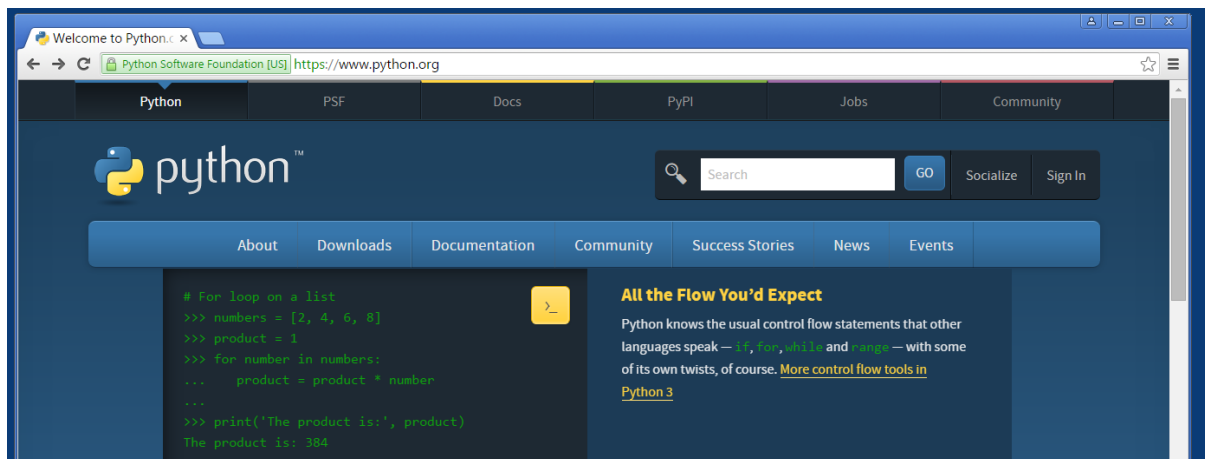 Welcome to Python.c
Python Software Foundation [US] https://www.python.org
Python PSF Docs PyPI Jobs Community
python™
Search GO Socialize Sign In
About Downloads Documentation Community Success Stories News Events
# For loop on a list
>>> numbers = [2, 4, 6, 8]
>>> product = 1
>>> for number in numbers:
...    product = product * number
...
>>> print('The product is:', product)
The product is: 384
>_
All the Flow You’d Expect
Python knows the usual control flow statements that other
languages speak — if, for, while and range — with some
of its own twists, of course. More control flow tools in
Python 3